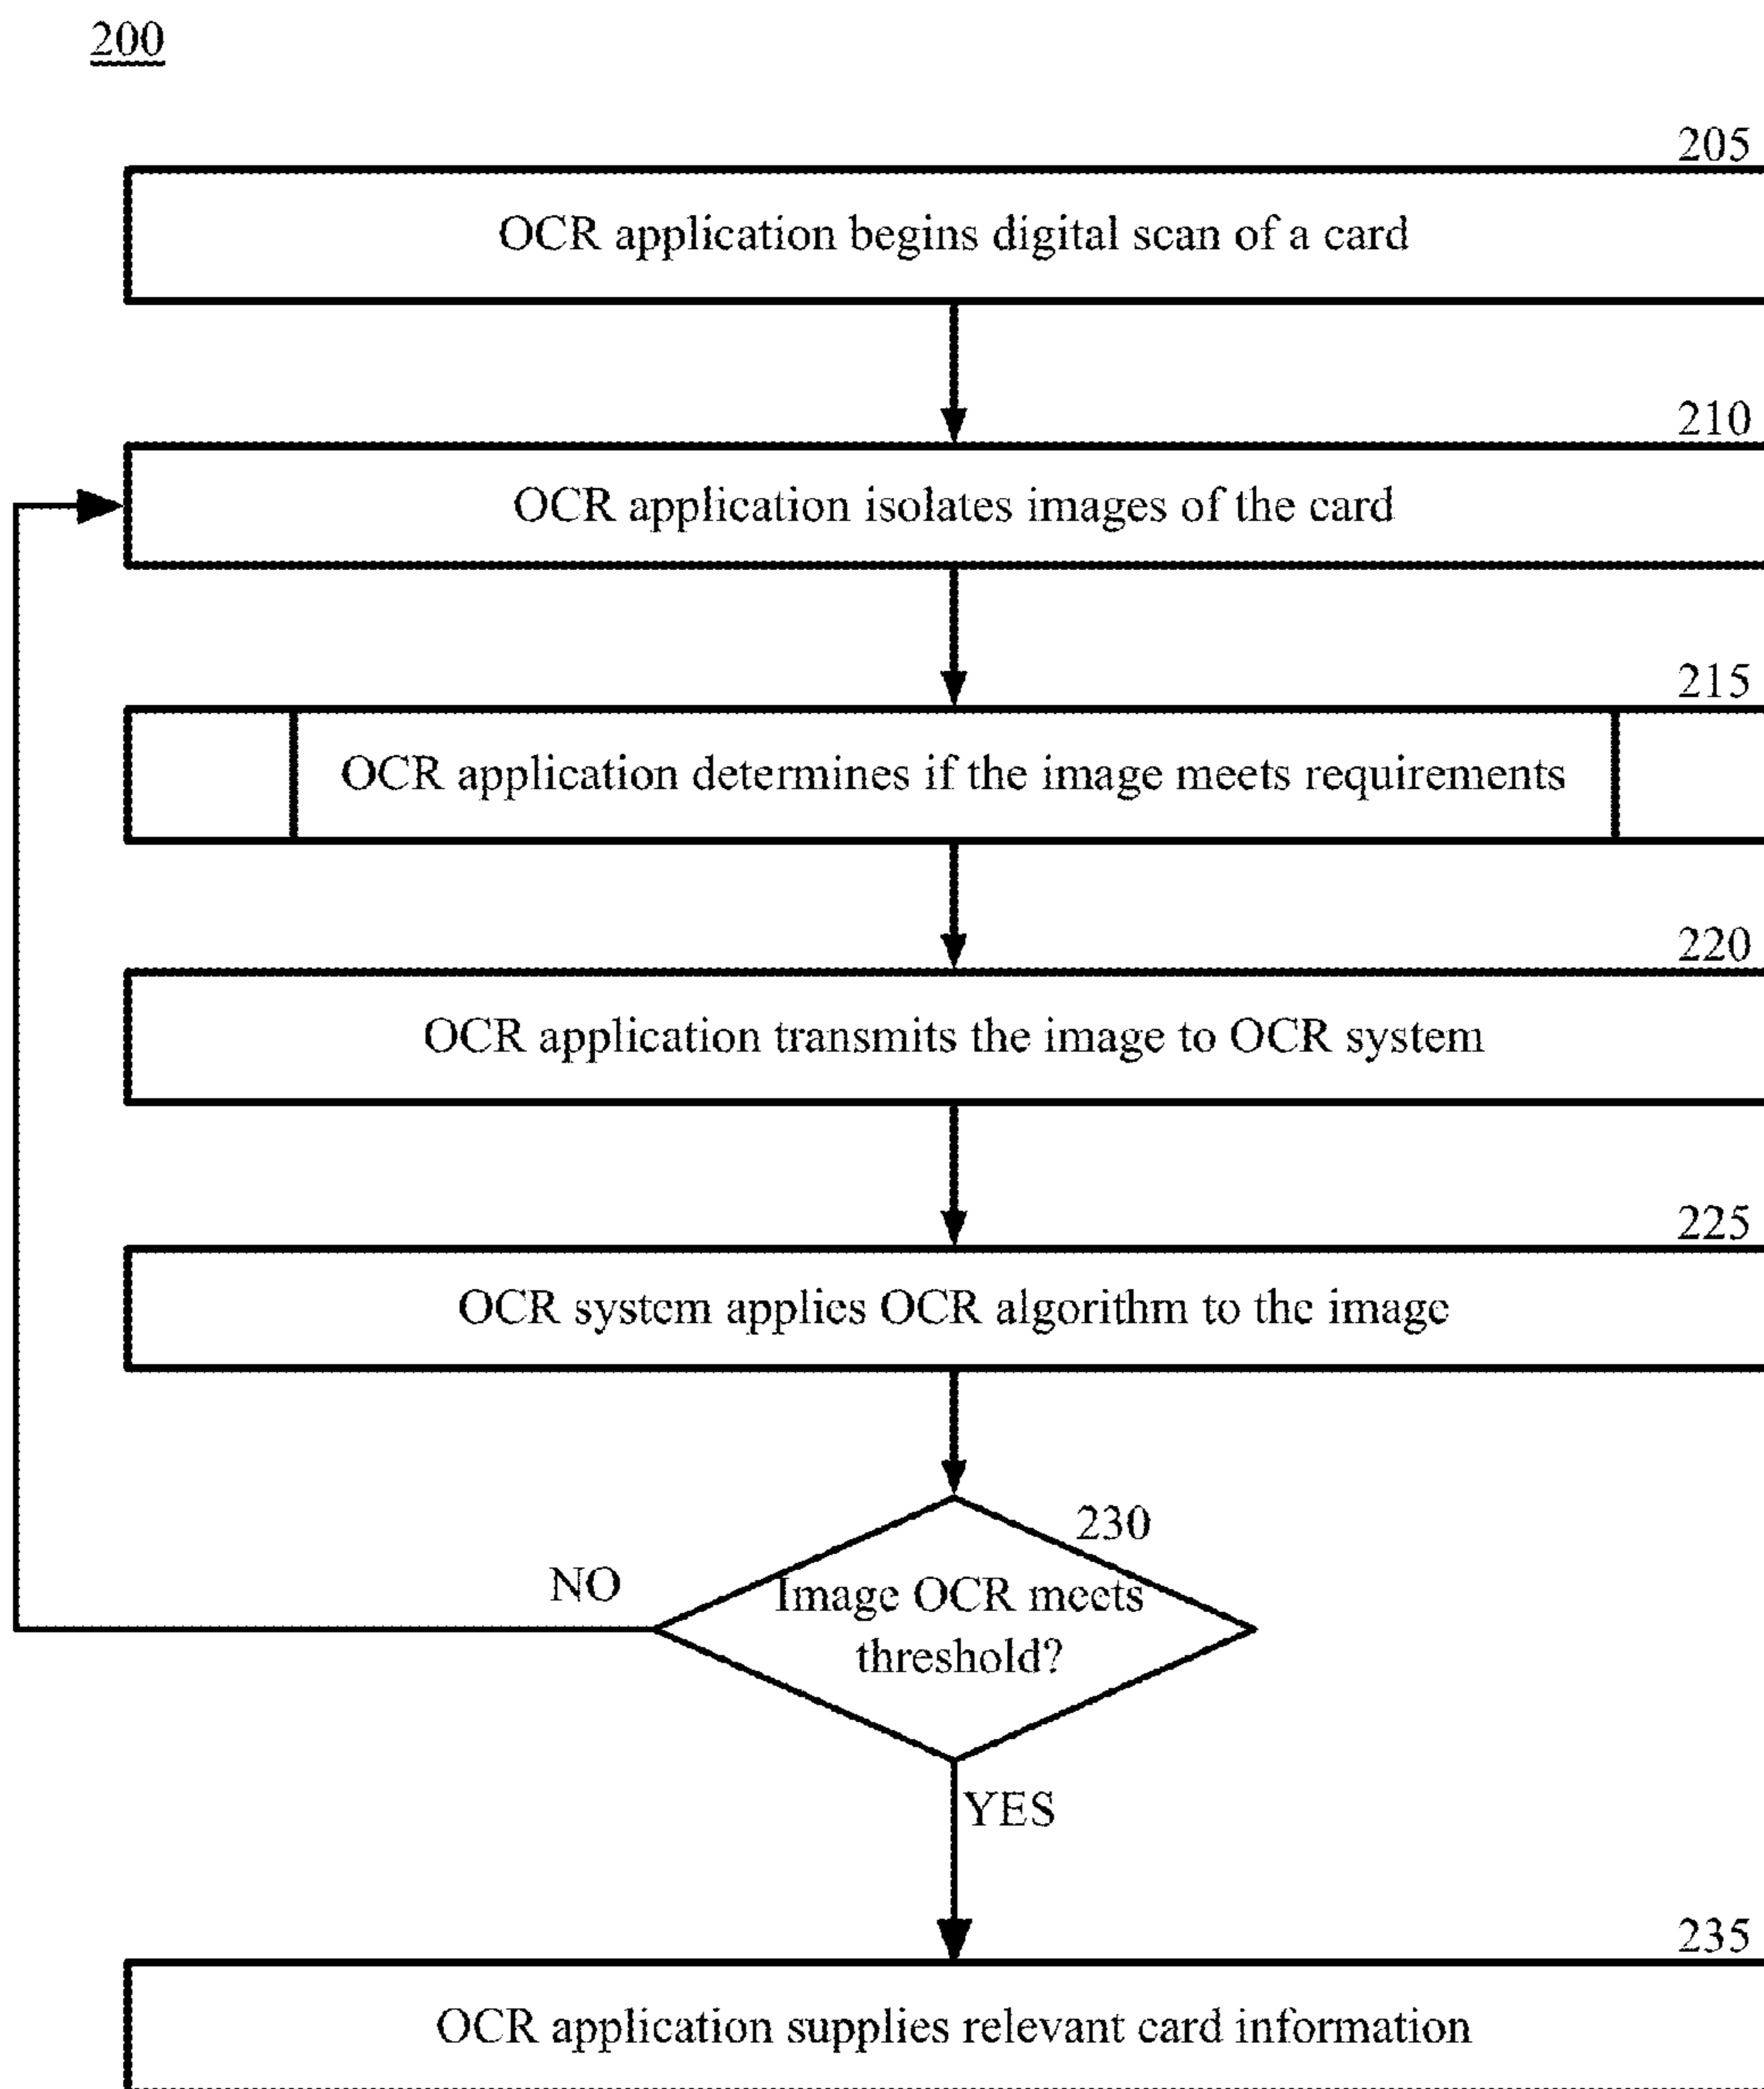 200
205
OCR application begins digital scan of a card
210
OCR application isolates images of the card
215
OCR application determines if the image meets requirements
220
OCR application transmits the image to OCR system
225
OCR system applies OCR algorithm to the image
230
NO
Image OCR meets
threshold?
YES
235
OCR application supplies relevant card information